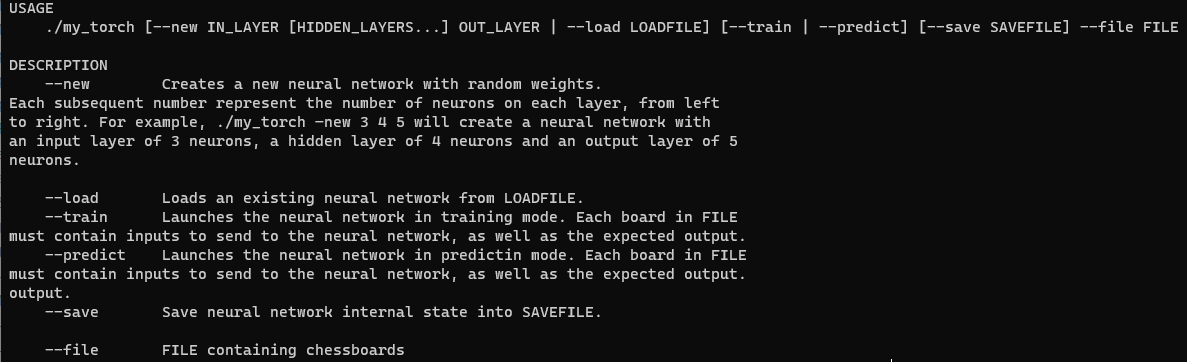 USAGE
    ./my_torch [--new IN_LAYER [HIDDEN_LAYERS...] OUT_LAYER | --load LOADFILE] [--train | --predict] [--save SAVEFILE] --file FILE

DESCRIPTION
    --new        Creates a new neural network with random weights.
Each subsequent number represent the number of neurons on each layer, from left
to right. For example, ./my_torch –new 3 4 5 will create a neural network with
an input layer of 3 neurons, a hidden layer of 4 neurons and an output layer of 5
neurons.

    --load       Loads an existing neural network from LOADFILE.
    --train      Launches the neural network in training mode. Each board in FILE
must contain inputs to send to the neural network, as well as the expected output.
    --predict    Launches the neural network in predictin mode. Each board in FILE
must contain inputs to send to the neural network, as well as the expected output.
output.
    --save       Save neural network internal state into SAVEFILE.

    --file       FILE containing chessboards